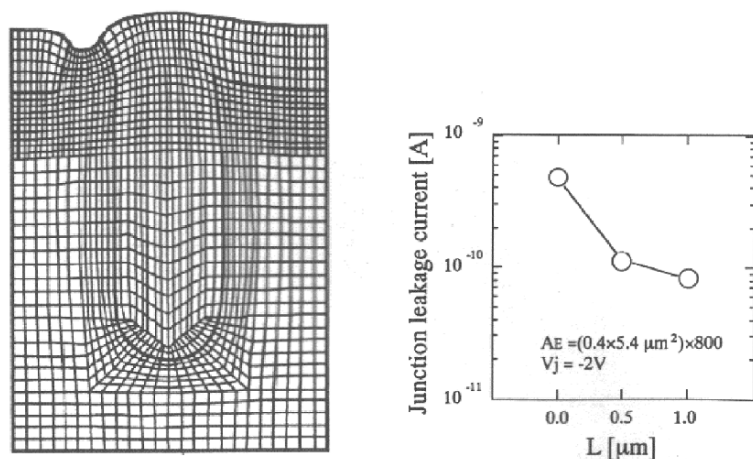 Junction leakage current [A]
10⁻⁹
10⁻¹⁰
10⁻¹¹
AE =(0.4×5.4 μm²)×800
Vj = -2V
0.0 0.5 1.0
L [μm]